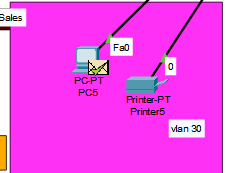 Sales
Fa0
0
PC-PT
PC5
Printer-PT
Printer5
vlan 30